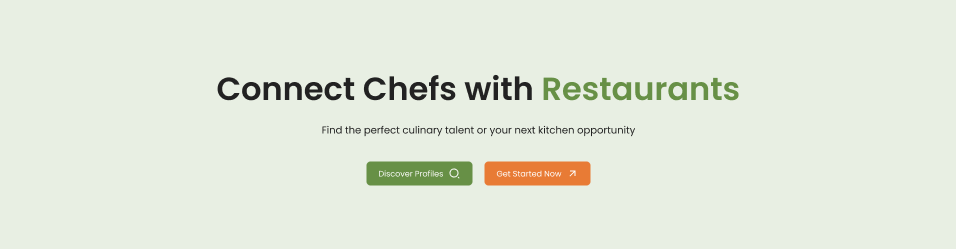 Connect Chefs with Restaurants
Find the perfect culinary talent or your next kitchen opportunity
Discover Profiles
Get Started Now